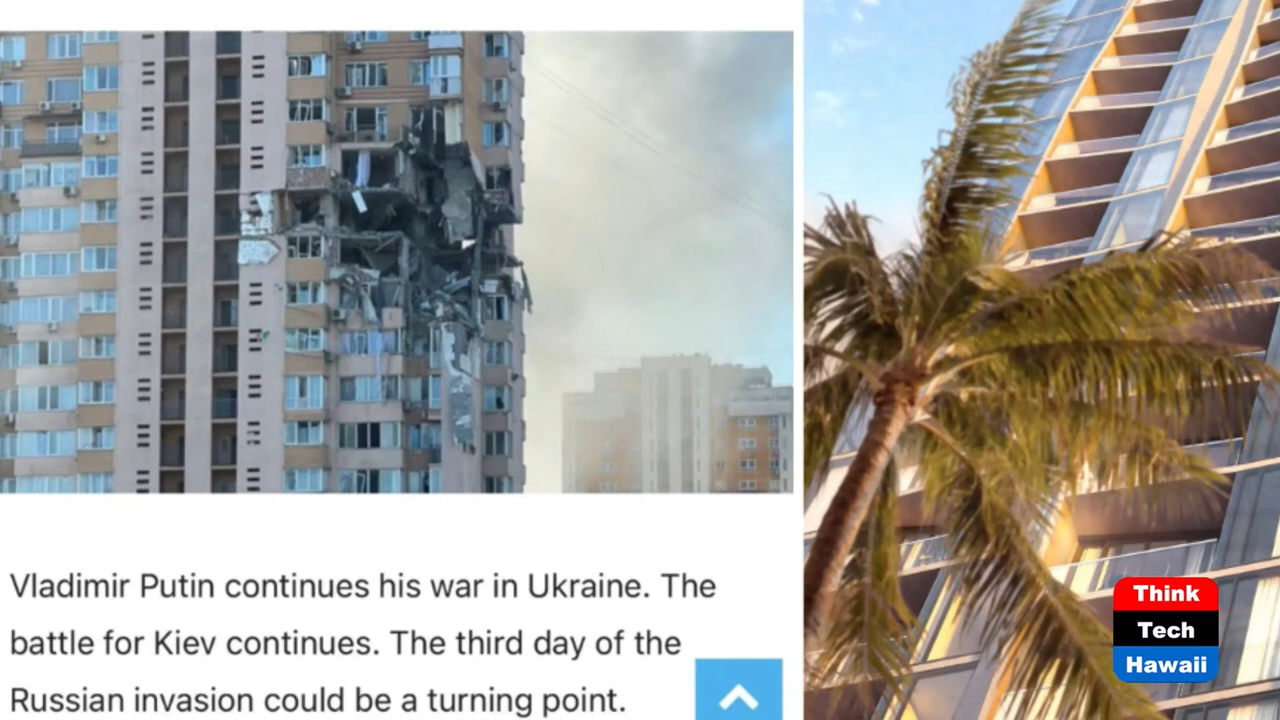 Vladimir Putin continues his war in Ukraine. The
battle for Kiev continues. The third day of the
Russian invasion could be a turning point.
Think
Tech
Hawaii